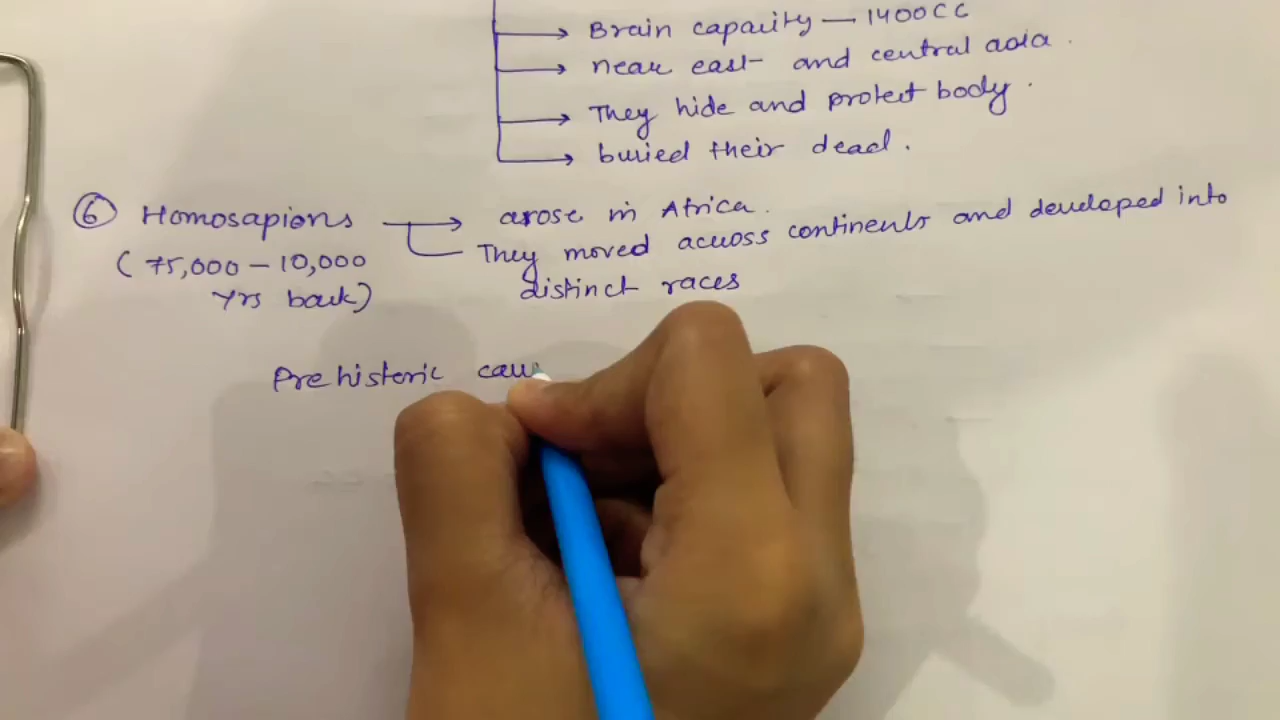 Brain capacity — 1400CC
near east and central asia.
They hide and protect body.
buried their dead.
⑥ Homosapions → arose in Africa.
They moved across continents and developed into
(75,000 – 10,000
distinct races
Yrs back)
Prehistoric